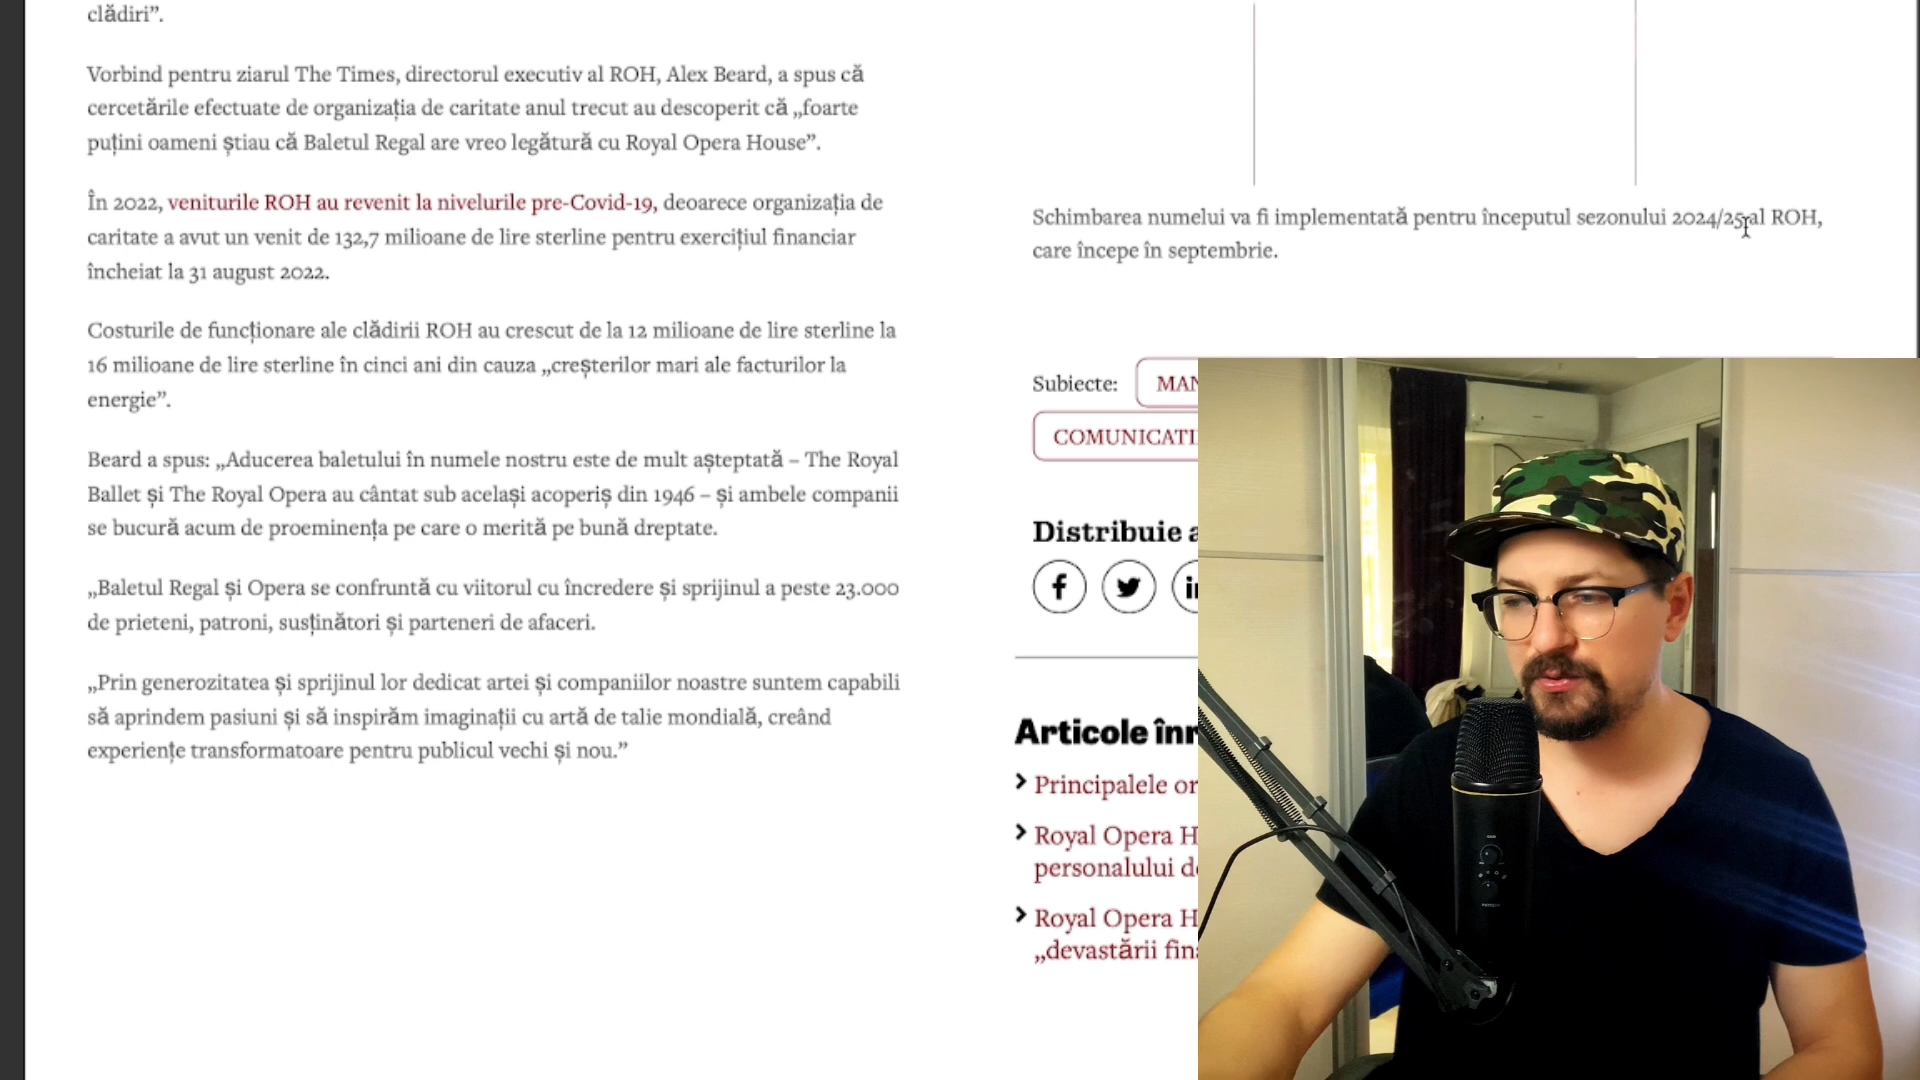 clădiri”.
Vorbind pentru ziarul The Times, directorul executiv al ROH, Alex Beard, a spus că
cercetările efectuate de organizația de caritate anul trecut au descoperit că „foarte
puțini oameni știau că Baletul Regal are vreo legătură cu Royal Opera House”.
În 2022, veniturile ROH au revenit la nivelurile pre-Covid-19, deoarece organizația de
caritate a avut un venit de 132,7 milioane de lire sterline pentru exercițiul financiar
încheiat la 31 august 2022.
Costurile de funcționare ale clădirii ROH au crescut de la 12 milioane de lire sterline la
16 milioane de lire sterline în cinci ani din cauza „creșterilor mari ale facturilor la
energie”.
Beard a spus: „Aducerea baletului în numele nostru este de mult așteptată – The Royal
Ballet și The Royal Opera au cântat sub același acoperiș din 1946 – și ambele companii
se bucură acum de proeminența pe care o merită pe bună dreptate.
„Baletul Regal și Opera se confruntă cu viitorul cu încredere și sprijinul a peste 23.000
de prieteni, patroni, susținători și parteneri de afaceri.
„Prin generozitatea și sprijinul lor dedicat artei și companiilor noastre suntem capabili
să aprindem pasiuni și să inspirăm imaginații cu artă de talie mondială, creând
experiențe transformatoare pentru publicul vechi și nou.”
Schimbarea numelui va fi implementată pentru începutul sezonului 2024/25 al ROH,
care începe în septembrie.
Subiecte: MAN
COMUNICATI
Distribuie a
Articole înr
Principalele or
Royal Opera H
personalului de
Royal Opera H
„devastării fina